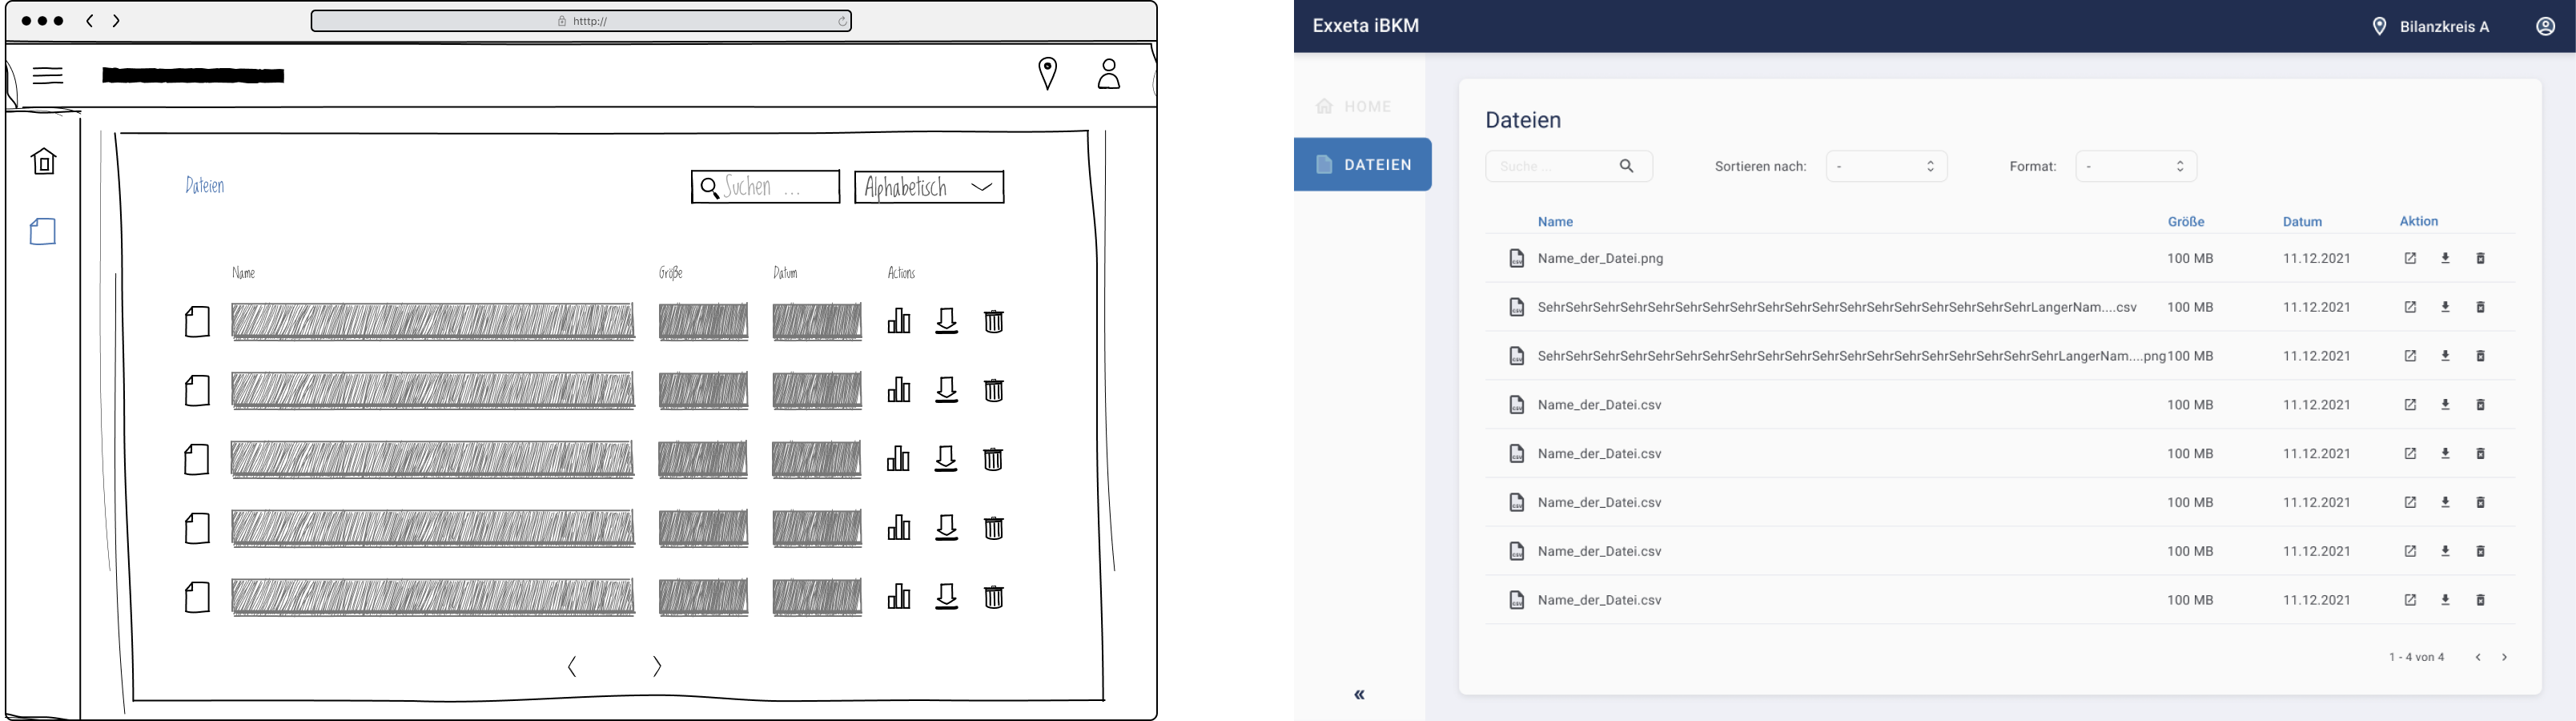 htttp://
Dateien
Suchen ...
Alphabetisch
Name Größe Datum Actions
Exxeta iBKM
Bilanzkreis A
HOME
DATEIEN
Dateien
Suche ...
Sortieren nach: -
Format: -
Name Größe Datum Aktion
Name_der_Datei.png 100 MB 11.12.2021
SehrSehrSehrSehrSehrSehrSehrSehrSehrSehrSehrSehrSehrSehrSehrSehrSehrSehrLangerNam....csv 100 MB 11.12.2021
SehrSehrSehrSehrSehrSehrSehrSehrSehrSehrSehrSehrSehrSehrSehrSehrSehrSehrSehrLangerNam....png 100 MB 11.12.2021
Name_der_Datei.csv 100 MB 11.12.2021
Name_der_Datei.csv 100 MB 11.12.2021
Name_der_Datei.csv 100 MB 11.12.2021
Name_der_Datei.csv 100 MB 11.12.2021
Name_der_Datei.csv 100 MB 11.12.2021
1 - 4 von 4
«